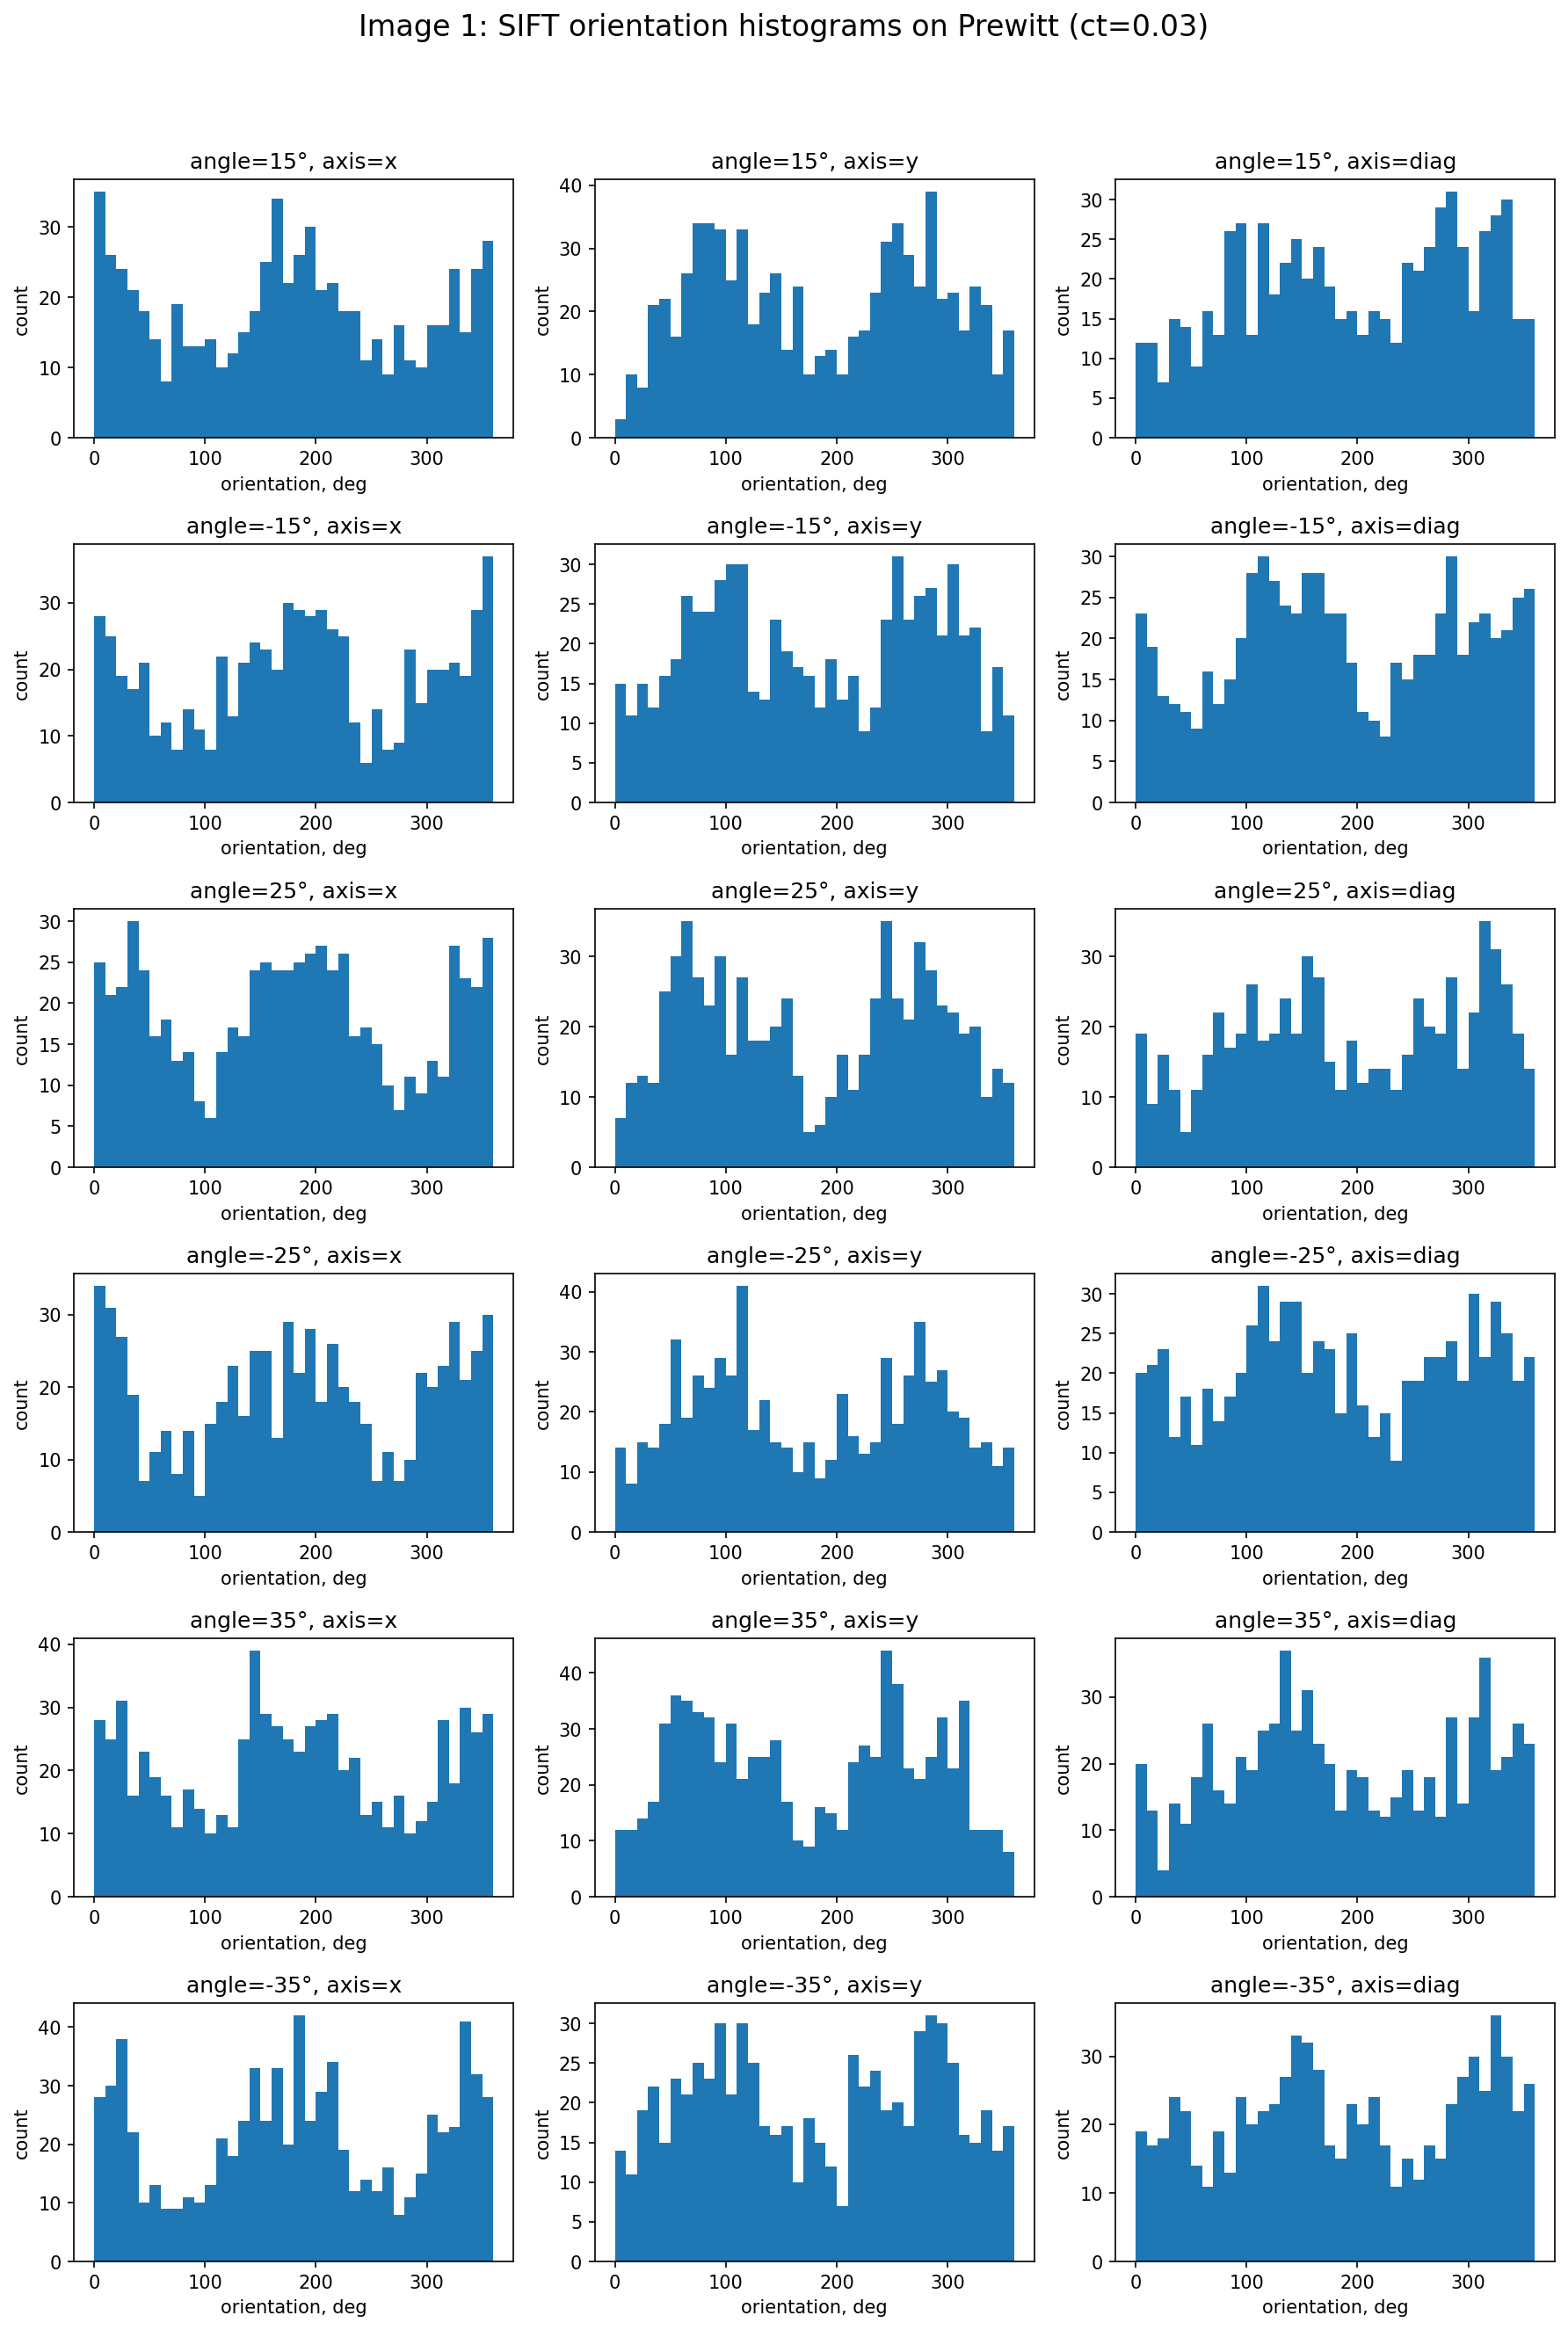 Image 1: SIFT orientation histograms on Prewitt (ct=0.03)
angle=15°, axis=x
count
30
20
10
0
0 100 200 300
orientation, deg
angle=15°, axis=y
count
40
30
20
10
0
0 100 200 300
orientation, deg
angle=15°, axis=diag
count
30
25
20
15
10
5
0
0 100 200 300
orientation, deg
angle=-15°, axis=x
count
30
20
10
0
0 100 200 300
orientation, deg
angle=-15°, axis=y
count
30
25
20
15
10
5
0
0 100 200 300
orientation, deg
angle=-15°, axis=diag
count
30
25
20
15
10
5
0
0 100 200 300
orientation, deg
angle=25°, axis=x
count
30
25
20
15
10
5
0
0 100 200 300
orientation, deg
angle=25°, axis=y
count
30
20
10
0
0 100 200 300
orientation, deg
angle=25°, axis=diag
count
30
20
10
0
0 100 200 300
orientation, deg
angle=-25°, axis=x
count
30
20
10
0
0 100 200 300
orientation, deg
angle=-25°, axis=y
count
40
30
20
10
0
0 100 200 300
orientation, deg
angle=-25°, axis=diag
count
30
25
20
15
10
5
0
0 100 200 300
orientation, deg
angle=35°, axis=x
count
40
30
20
10
0
0 100 200 300
orientation, deg
angle=35°, axis=y
count
40
30
20
10
0
0 100 200 300
orientation, deg
angle=35°, axis=diag
count
30
20
10
0
0 100 200 300
orientation, deg
angle=-35°, axis=x
count
40
30
20
10
0
0 100 200 300
orientation, deg
angle=-35°, axis=y
count
30
25
20
15
10
5
0
0 100 200 300
orientation, deg
angle=-35°, axis=diag
count
30
20
10
0
0 100 200 300
orientation, deg